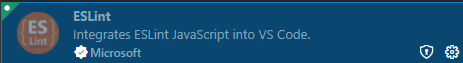 ESLint
ES
Lint
Integrates ESLint JavaScript into VS Code.
Microsoft